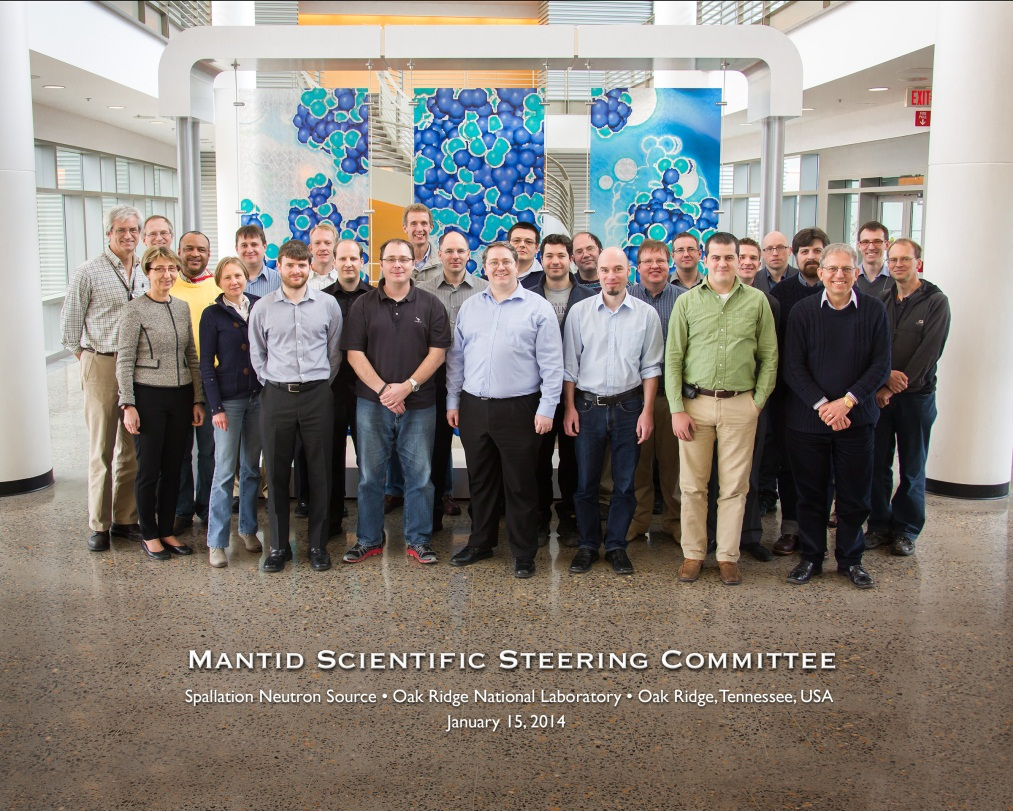 EXIT
Mantid Scientific Steering Committee
Spallation Neutron Source • Oak Ridge National Laboratory • Oak Ridge, Tennessee, USA
January 15, 2014